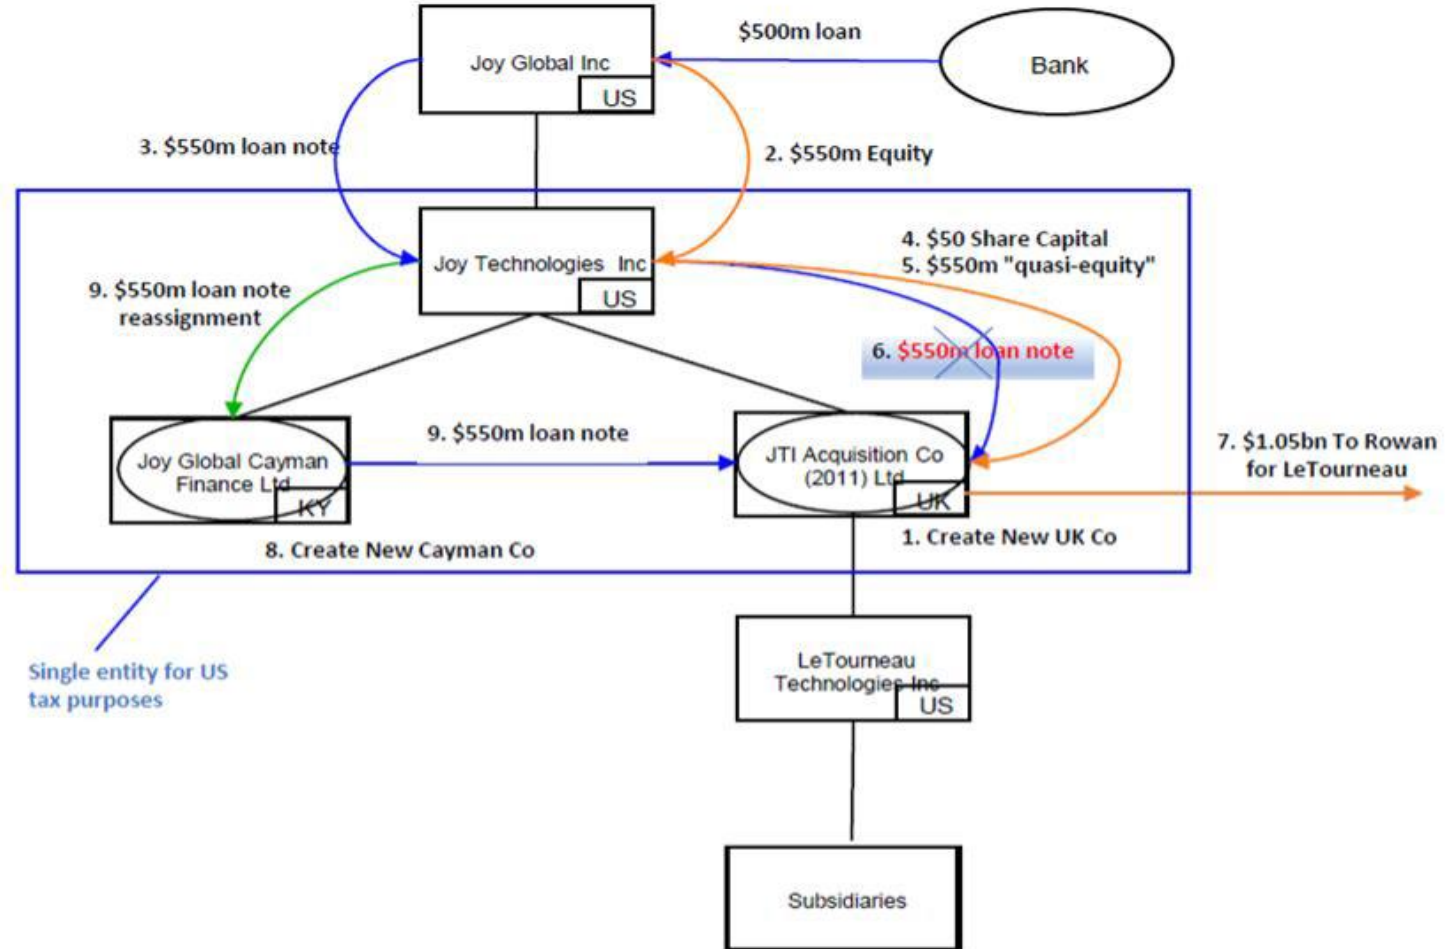 $500m loan
Joy Global Inc
US
Bank
3. $550m loan note
2. $550m Equity
Joy Technologies Inc
US
4. $50 Share Capital
5. $550m "quasi-equity"
9. $550m loan note
reassignment
6. $550m loan note
Joy Global Cayman
Finance Ltd
KY
9. $550m loan note
JTI Acquisition Co
(2011) Ltd
UK
7. $1.05bn To Rowan
for LeTourneau
8. Create New Cayman Co
1. Create New UK Co
Single entity for US
tax purposes
LeTourneau
Technologies Inc
US
Subsidiaries